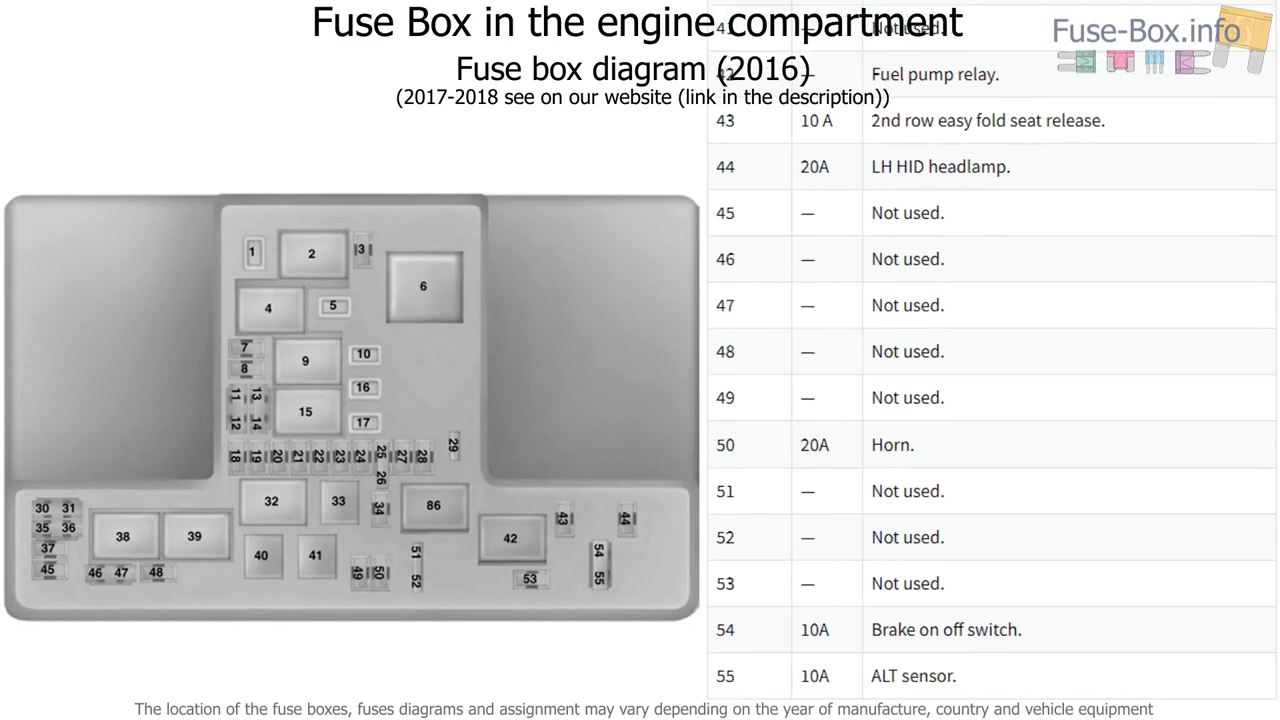 Fuse Box in the engine compartment
Fuse box diagram (2016)
(2017-2018 see on our website (link in the description))
Fuse-Box.info
41 — Not used.
42 — Fuel pump relay.
43 10 A 2nd row easy fold seat release.
44 20A LH HID headlamp.
45 — Not used.
46 — Not used.
47 — Not used.
48 — Not used.
49 — Not used.
50 20A Horn.
51 — Not used.
52 — Not used.
53 — Not used.
54 10A Brake on off switch.
55 10A ALT sensor.
1 2 3
6
4 5
7
8 9 10
11 13 16
12 14 15 17
18 19 20 21 22 23 24 25 27 28 29
26
30 31 32 33 34 86 43 44
35 36 38 39 42
37 40 41 51 54
45 46 47 48 49 50 52 53 55
The location of the fuse boxes, fuses diagrams and assignment may vary depending on the year of manufacture, country and vehicle equipment